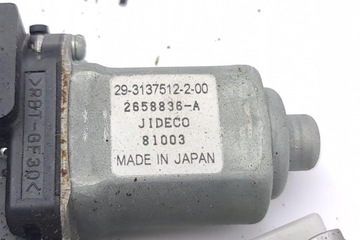 29-3137512-2-00
2658836-A
JIDECO
81003
MADE IN JAPAN
>PBT-GF30<